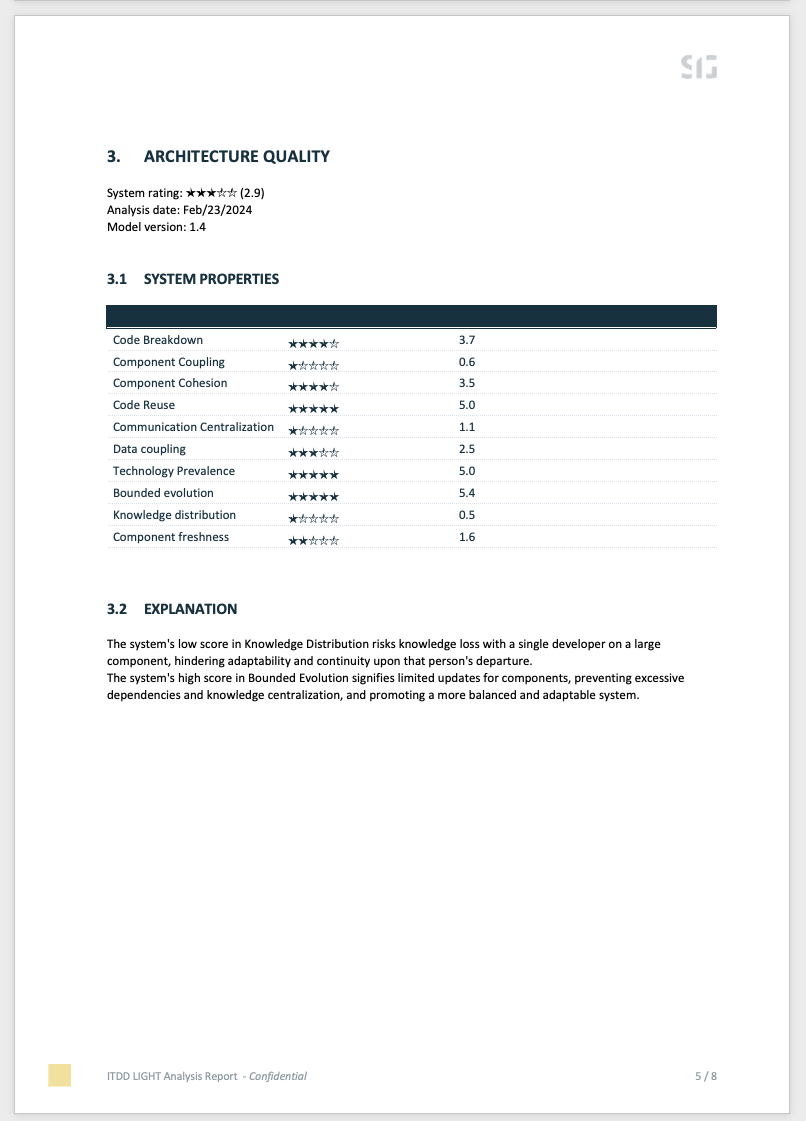 SIG
3. ARCHITECTURE QUALITY
System rating: ★★★☆☆ (2.9)
Analysis date: Feb/23/2024
Model version: 1.4
3.1 SYSTEM PROPERTIES
Code Breakdown ★★★★☆ 3.7
Component Coupling ★☆☆☆☆ 0.6
Component Cohesion ★★★★☆ 3.5
Code Reuse ★★★★★ 5.0
Communication Centralization ★☆☆☆☆ 1.1
Data coupling ★★★☆☆ 2.5
Technology Prevalence ★★★★★ 5.0
Bounded evolution ★★★★★ 5.4
Knowledge distribution ★☆☆☆☆ 0.5
Component freshness ★★☆☆☆ 1.6
3.2 EXPLANATION
The system's low score in Knowledge Distribution risks knowledge loss with a single developer on a large
component, hindering adaptability and continuity upon that person's departure.
The system's high score in Bounded Evolution signifies limited updates for components, preventing excessive
dependencies and knowledge centralization, and promoting a more balanced and adaptable system.
ITDD LIGHT Analysis Report - Confidential
5 / 8